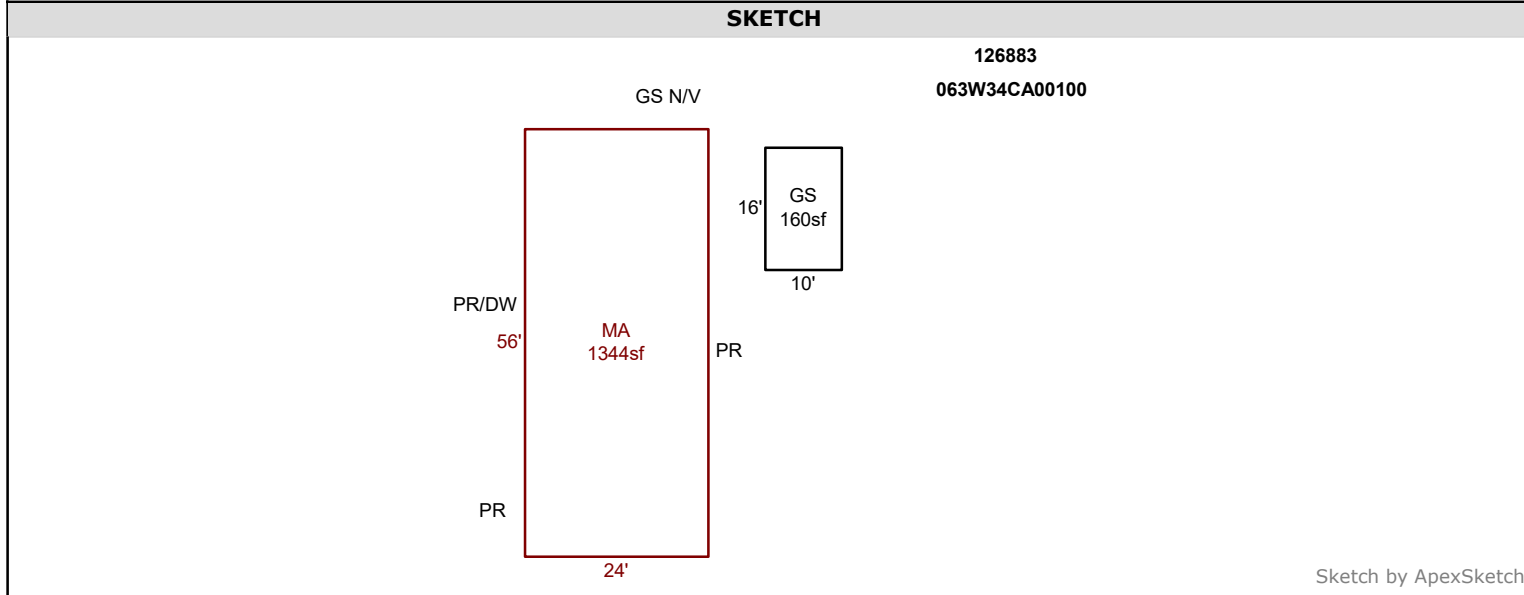 SKETCH
126883
063W34CA00100
GS N/V
GS
160sf
16'
10'
PR/DW
56'
MA
1344sf
PR
PR
24'
Sketch by ApexSketch